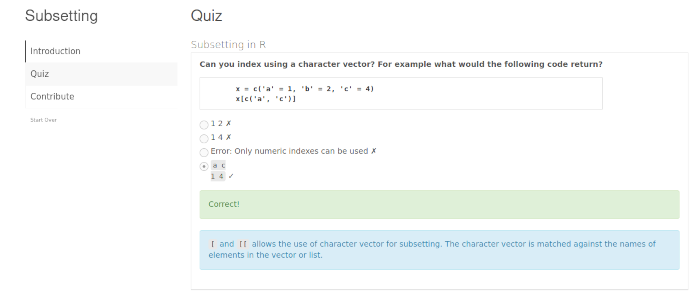 Subsetting
Introduction
Quiz
Contribute
Start Over
Quiz
Subsetting in R
Can you index using a character vector? For example what would the following code return?
x = c('a' = 1, 'b' = 2, 'c' = 4)
x[c('a', 'c')]
1 2 ✗
1 4 ✗
Error: Only numeric indexes can be used ✗
a c
1 4 ✓
Correct!
[ and [[ allows the use of character vector for subsetting. The character vector is matched against the names of
elements in the vector or list.